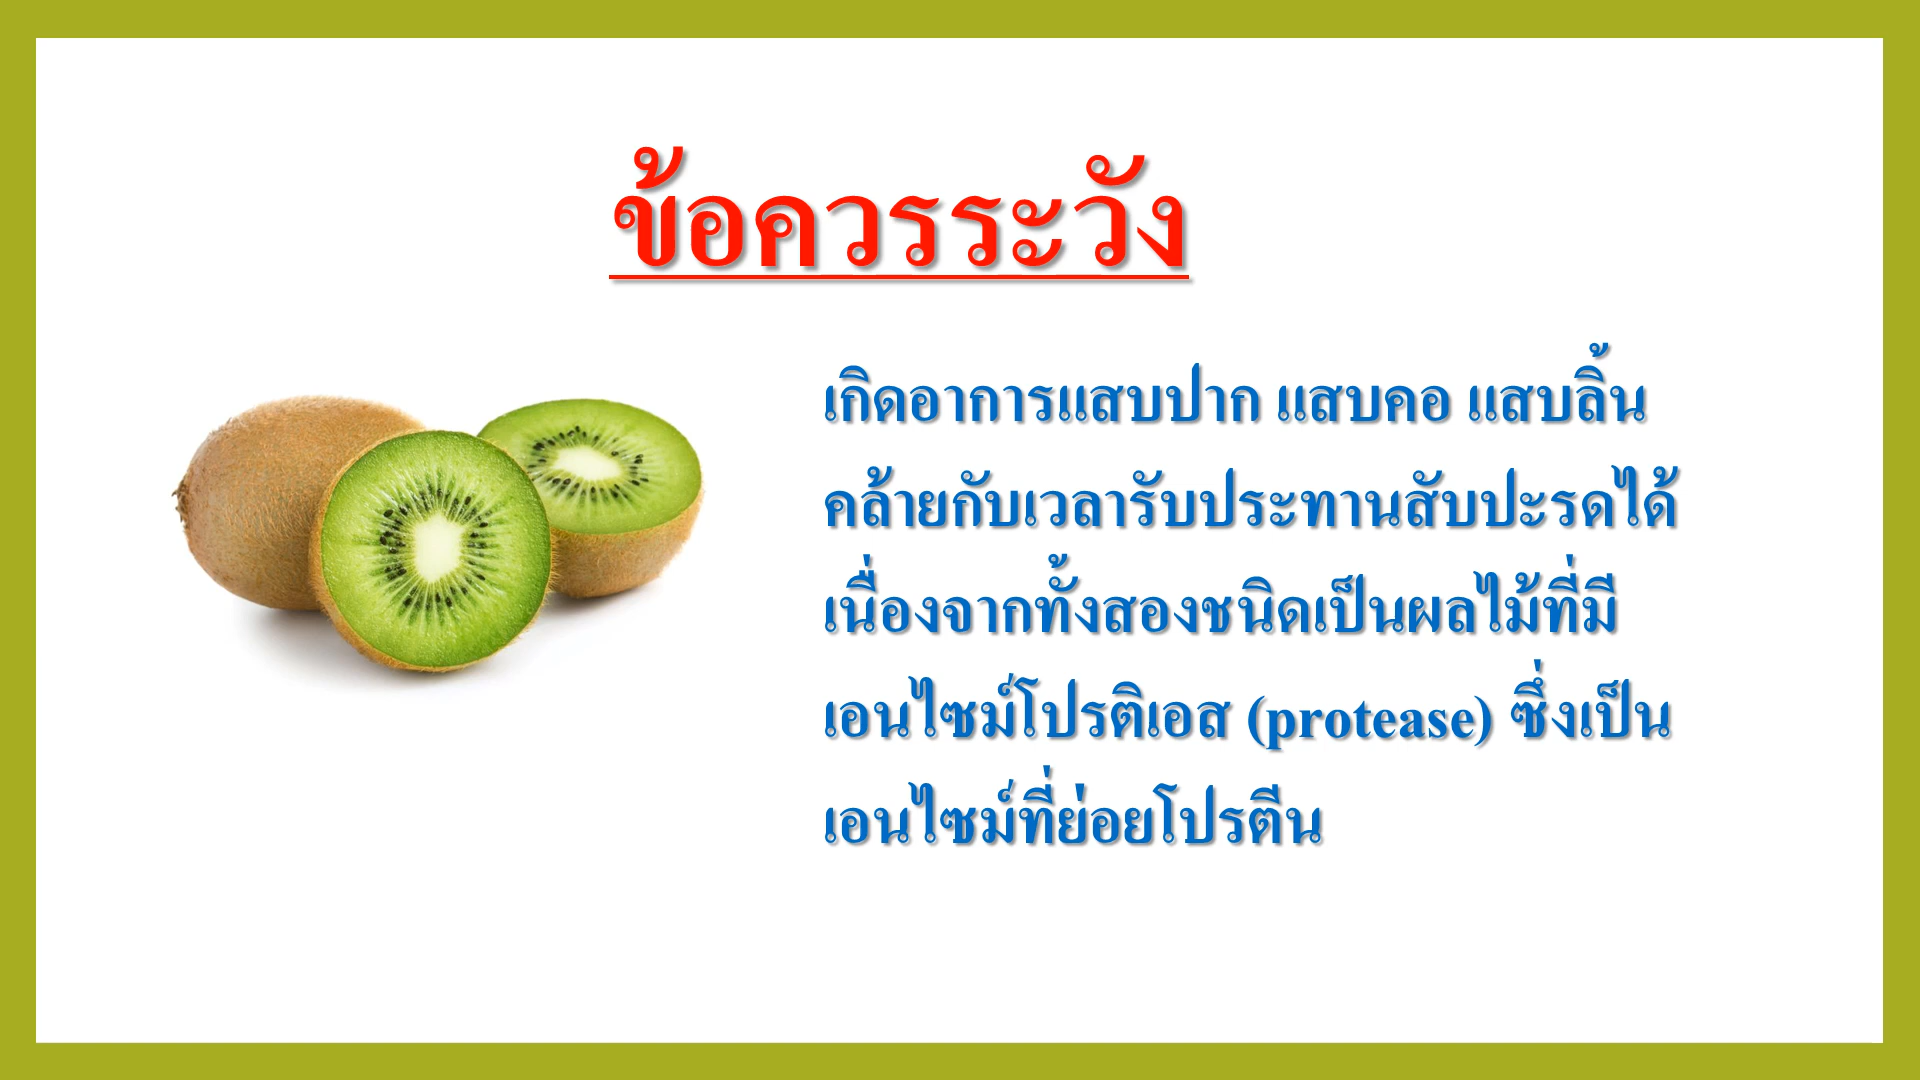 ข้อควรระวัง
เกิดอาการแสบปาก แสบคอ แสบลิ้น
คล้ายกับเวลารับประทานสับปะรดได้
เนื่องจากทั้งสองชนิดเป็นผลไม้ที่มี
เอนไซม์โปรติเอส (protease) ซึ่งเป็น
เอนไซม์ที่ย่อยโปรตีน